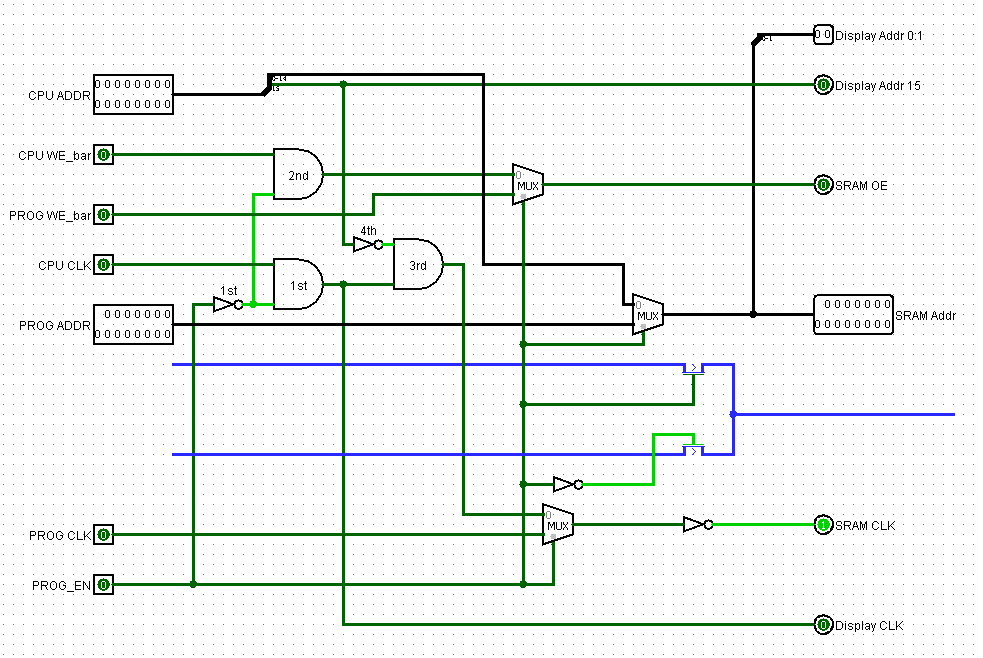 0 0 Display Addr 0:1
0-1
0-14
15
CPU ADDR
0 0 0 0 0 0 0 0
0 0 0 0 0 0 0 0
0 Display Addr 15
CPU WE_bar 0
2nd
0
MUX
0 SRAM OE
PROG WE_bar 0
4th
CPU CLK 0
3rd
1st
1st
PROG ADDR
0 0 0 0 0 0 0
0 0 0 0 0 0 0 0
0
MUX
0 0 0 0 0 0 0
0 0 0 0 0 0 0 0
SRAM Addr
0
MUX
PROG CLK 0
1 SRAM CLK
PROG_EN 0
0 Display CLK